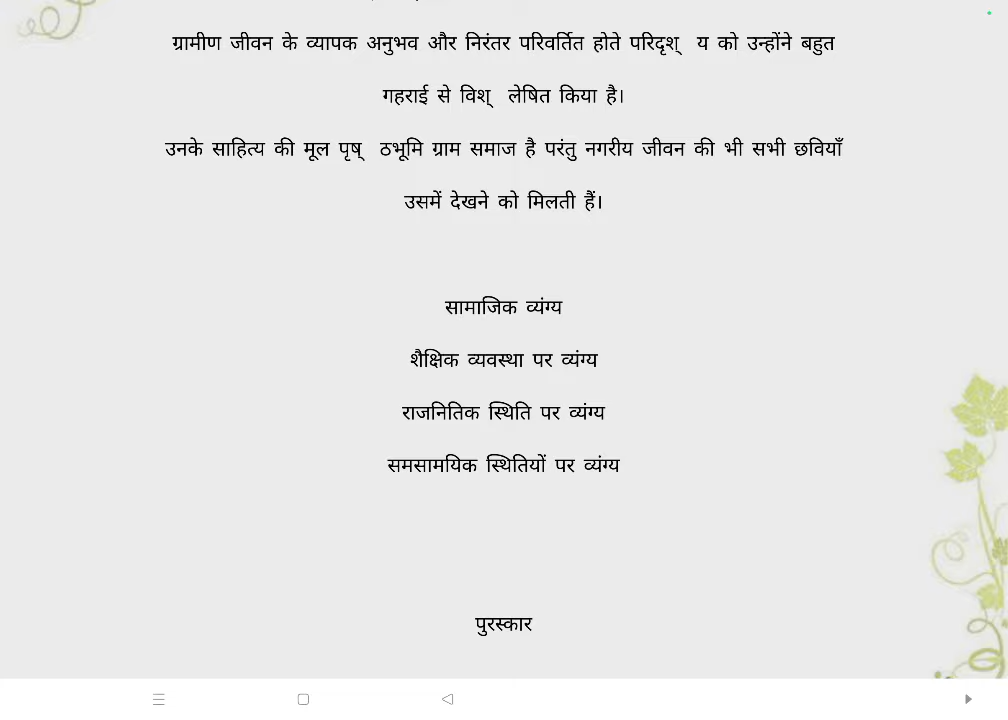 ग्रामीण जीवन के व्यापक अनुभव और निरंतर परिवर्तित होते परिदृश् य को उन्होंने बहुत
गहराई से विश् लेषित किया है।
उनके साहित्य की मूल पृष् ठभूमि ग्राम समाज है परंतु नगरीय जीवन की भी सभी छवियाँ
उसमें देखने को मिलती हैं।
सामाजिक व्यंग्य
शैक्षिक व्यवस्था पर व्यंग्य
राजनितिक स्थिति पर व्यंग्य
समसामयिक स्थितियों पर व्यंग्य
पुरस्कार